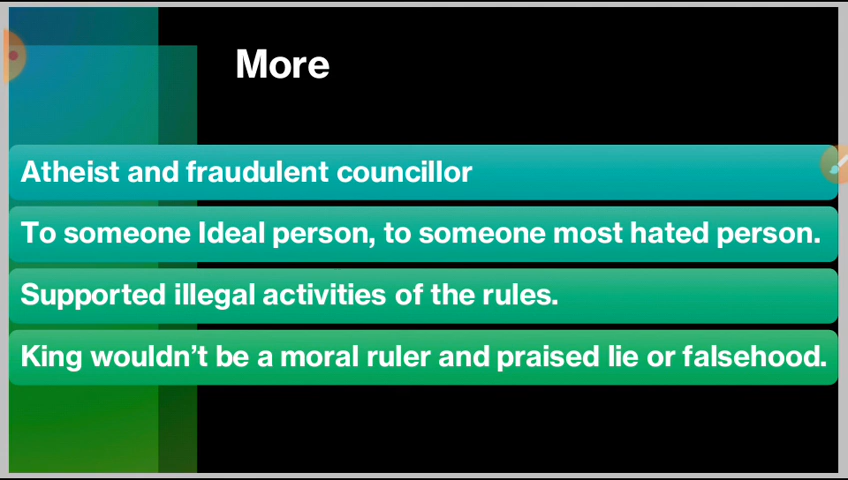 More
Atheist and fraudulent councillor
To someone Ideal person, to someone most hated person.
Supported illegal activities of the rules.
King wouldn’t be a moral ruler and praised lie or falsehood.